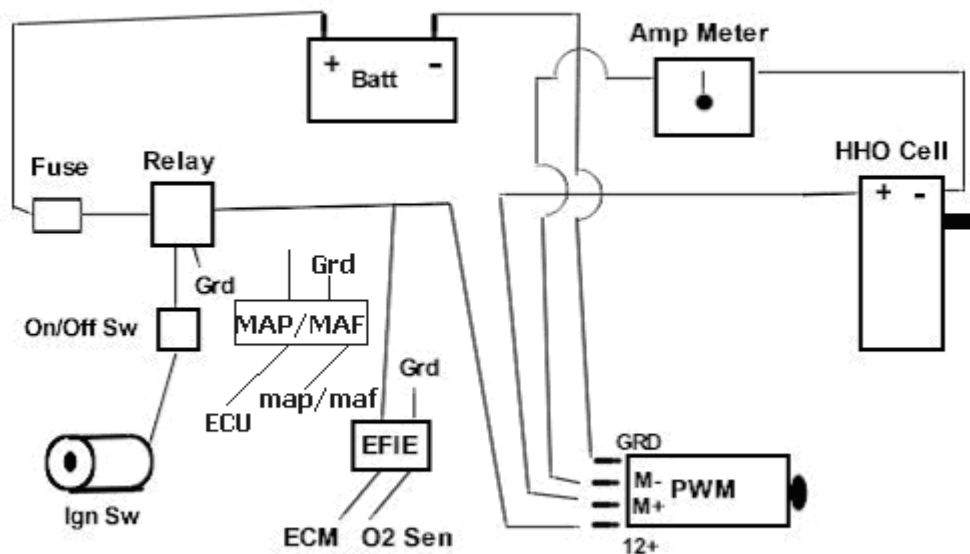 Amp Meter
+ Batt -
HHO Cell
Fuse
Relay
+ -
Grd
Grd
On/Off Sw
MAP/MAF
Grd
ECU
map/maf
EFIE
GRD
M-
PWM
M+
Ign Sw
ECM
O2 Sen
12+